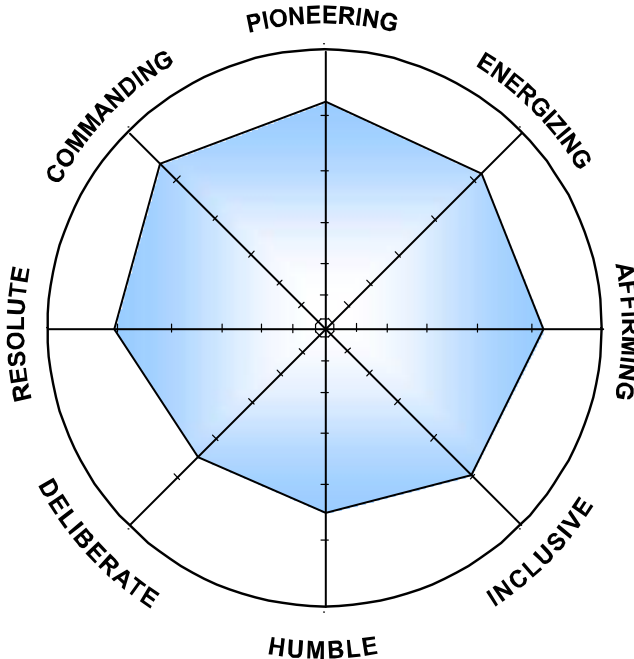 PIONEERING
ENERGIZING
AFFIRMING
INCLUSIVE
HUMBLE
DELIBERATE
RESOLUTE
COMMANDING